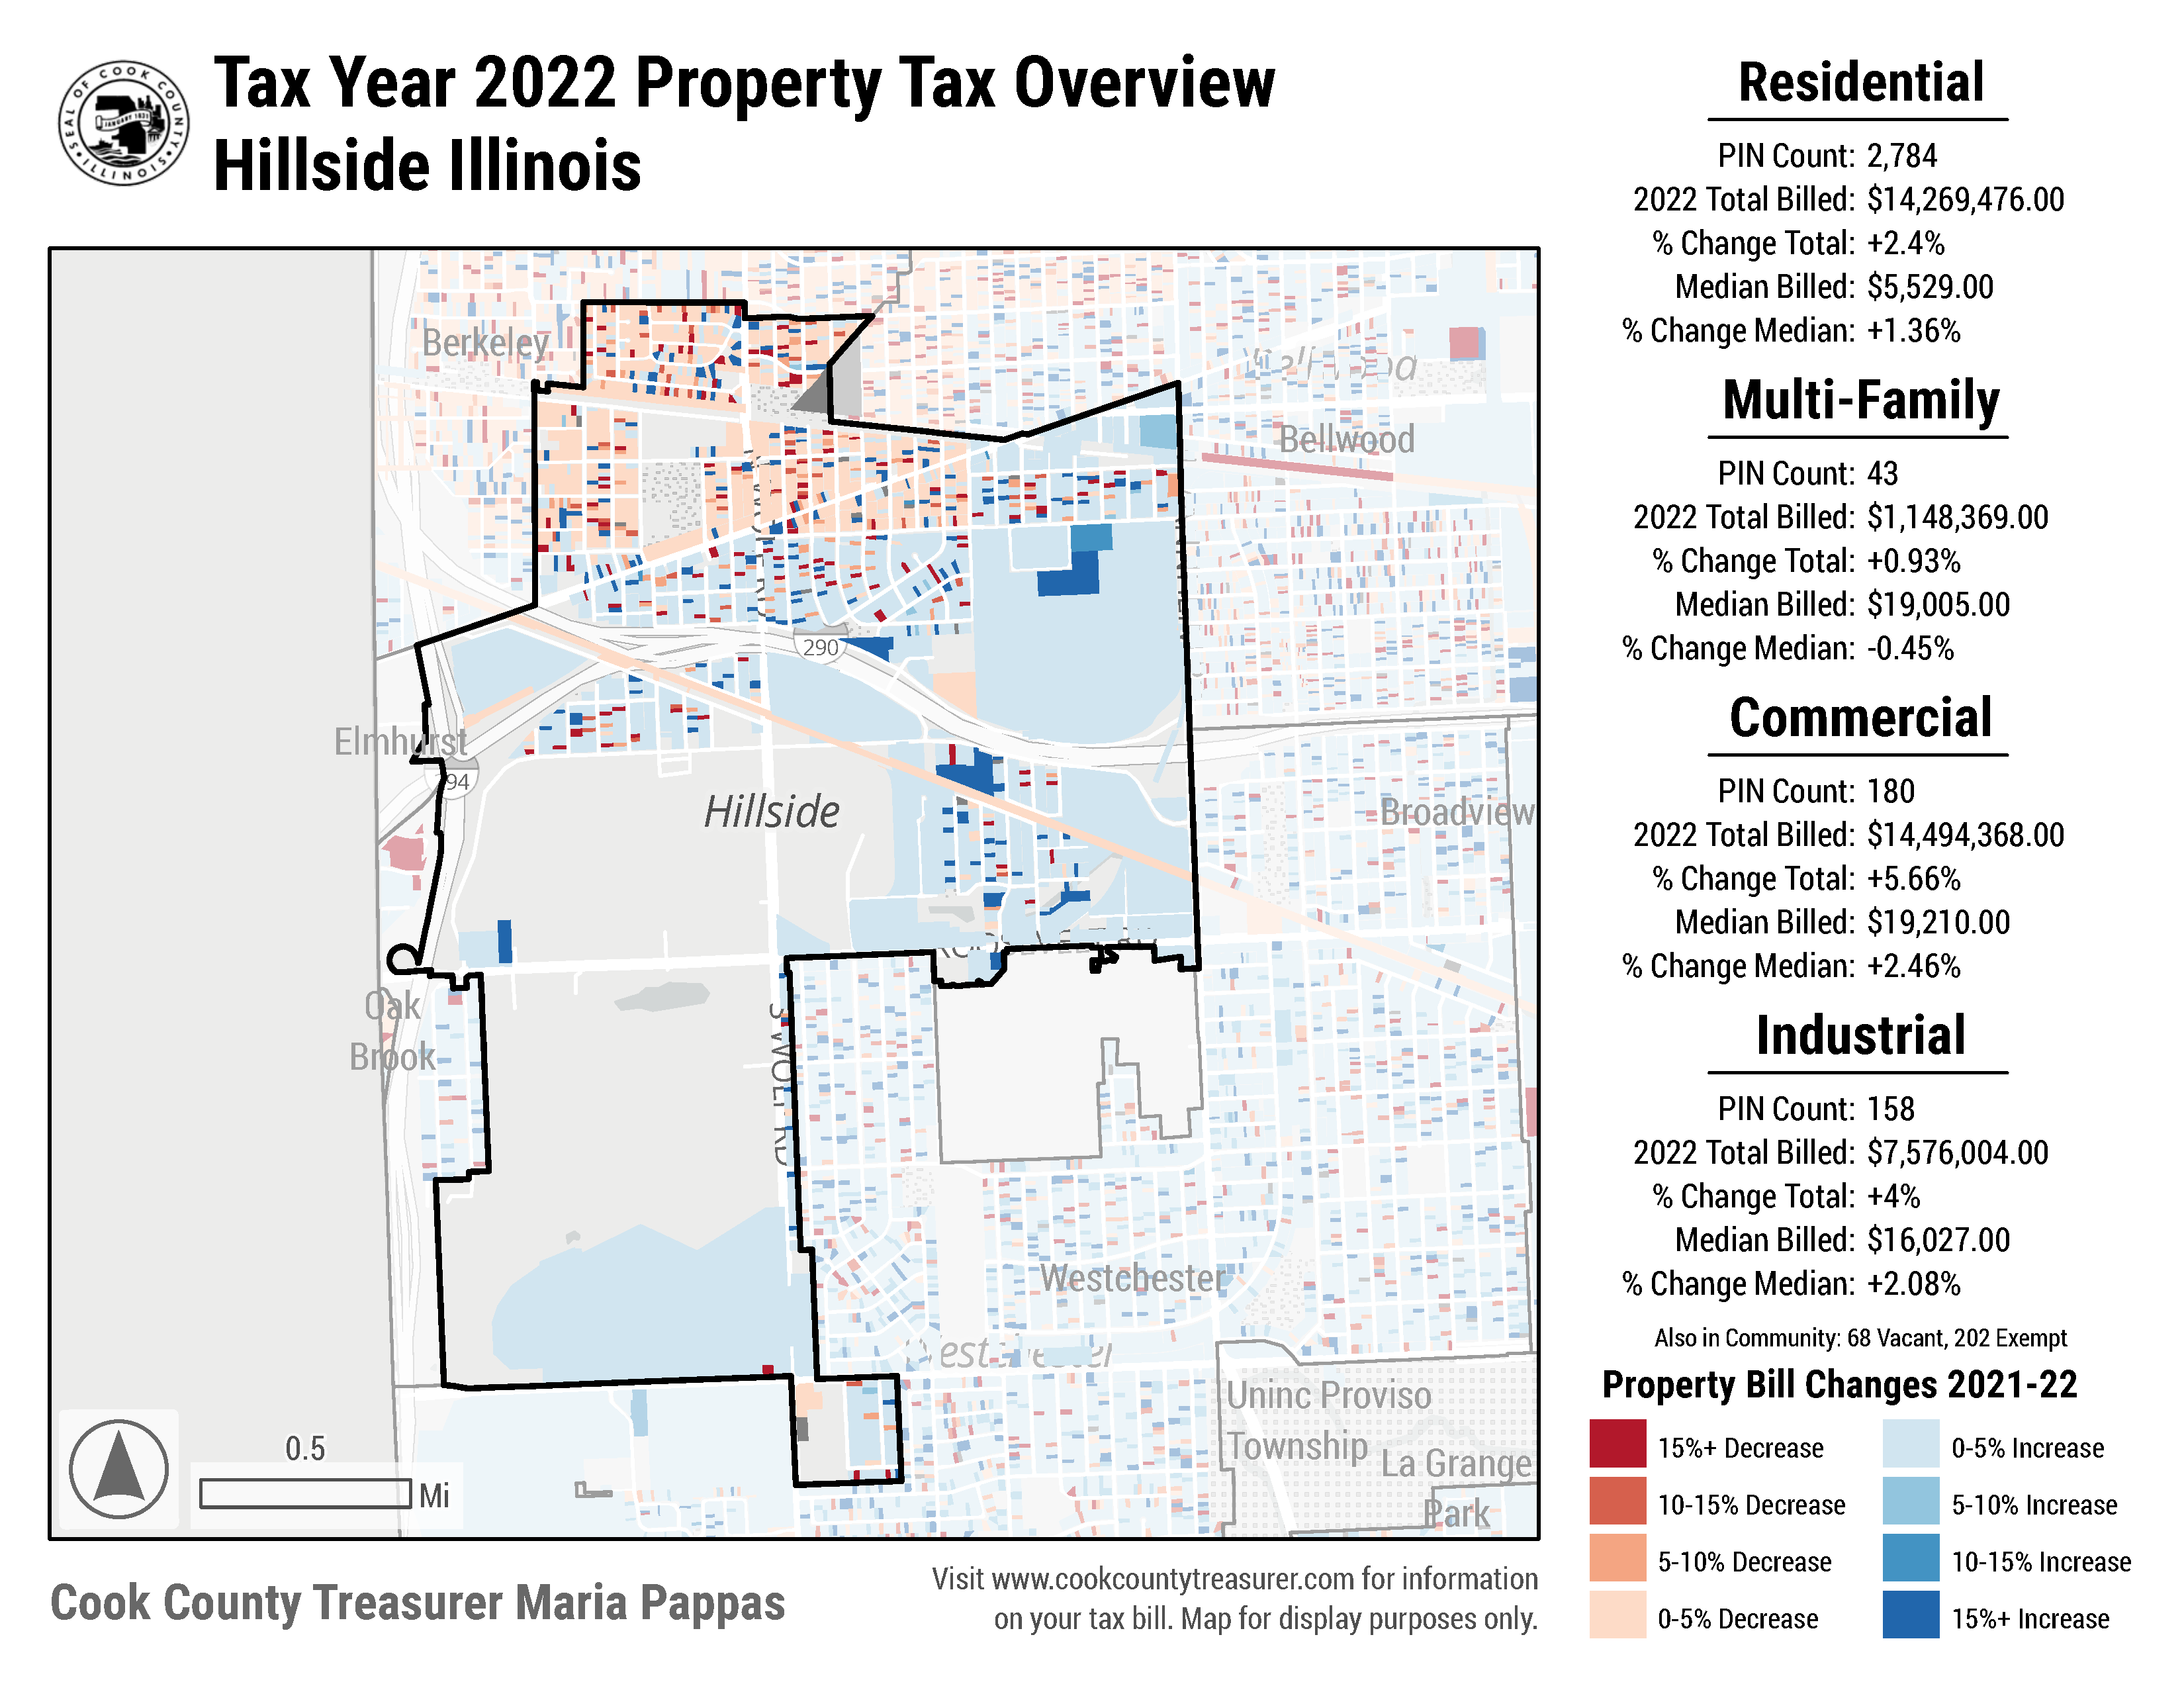 Tax Year 2022 Property Tax Overview
Hillside Illinois
SEAL OF COOK COUNTY
ILLINOIS
JANUARY 1831
Residential
PIN Count: 2,784
2022 Total Billed: $14,269,476.00
% Change Total: +2.4%
Median Billed: $5,529.00
% Change Median: +1.36%
Multi-Family
PIN Count: 43
2022 Total Billed: $1,148,369.00
% Change Total: +0.93%
Median Billed: $19,005.00
% Change Median: -0.45%
Commercial
PIN Count: 180
2022 Total Billed: $14,494,368.00
% Change Total: +5.66%
Median Billed: $19,210.00
% Change Median: +2.46%
Industrial
PIN Count: 158
2022 Total Billed: $7,576,004.00
% Change Total: +4%
Median Billed: $16,027.00
% Change Median: +2.08%
Also in Community: 68 Vacant, 202 Exempt
Property Bill Changes 2021-22
15%+ Decrease
10-15% Decrease
5-10% Decrease
0-5% Decrease
0-5% Increase
5-10% Increase
10-15% Increase
15%+ Increase
Berkeley
Bellwood
290
Elmhurst
294
Hillside
Broadview
Oak
Brook
S WOLF RD
Westchester
Westchester
Uninc Proviso
Township
La Grange
Park
0.5
Mi
Cook County Treasurer Maria Pappas
Visit www.cookcountytreasurer.com for information
on your tax bill. Map for display purposes only.